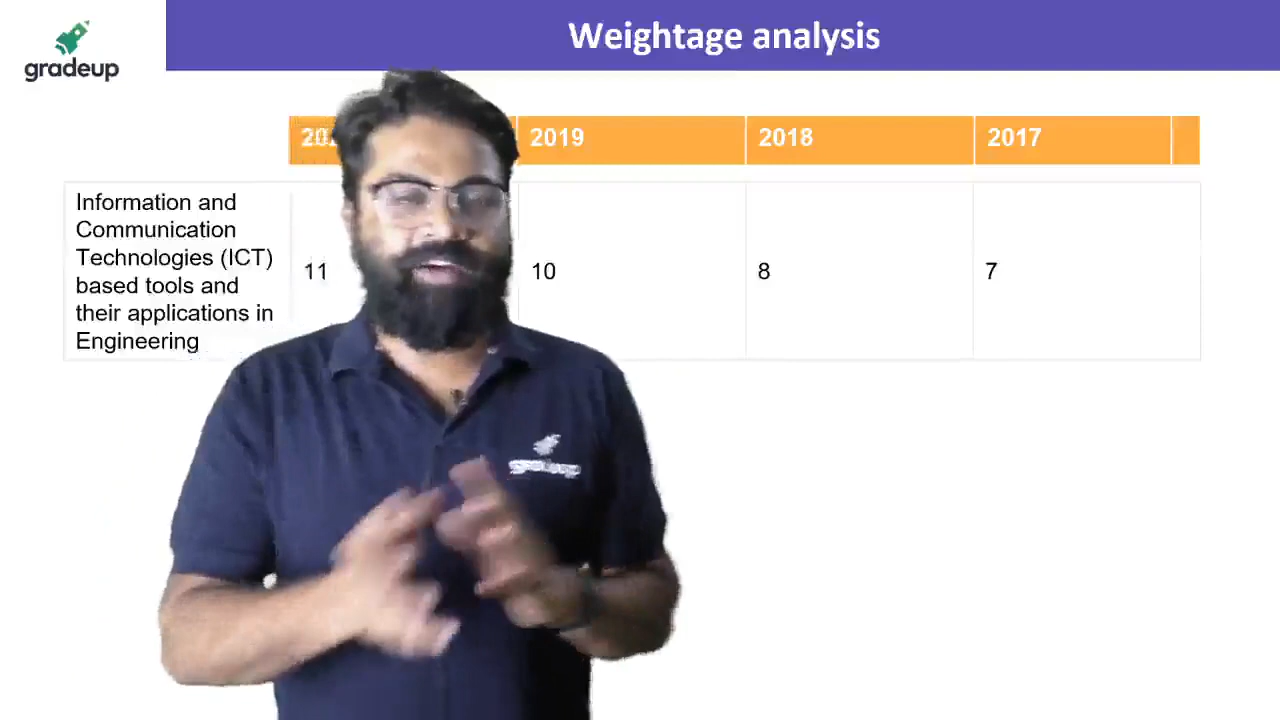 gradeup
Weightage analysis
2019 2018 2017
Information and
Communication
Technologies (ICT)
based tools and
their applications in
Engineering
11 10 8 7
gradeup